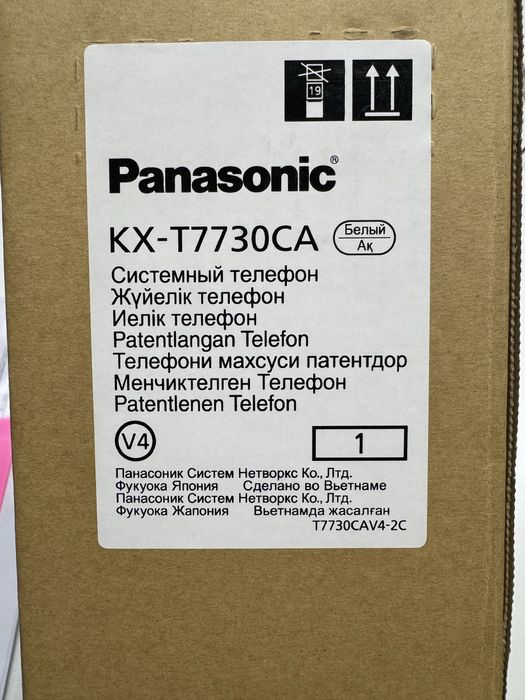 19
Panasonic®
KX-T7730CA Белый
Ақ
Системный телефон
Жүйелік телефон
Иелік телефон
Patentlangan Telefon
Телефони махсуси патентдор
Менчиктелген Телефон
Patentlenen Telefon
V4 1
Панасоник Систем Нетворкс Ко., Лтд.
Фукуока Япония Сделано во Вьетнаме
Панасоник Систем Нетворкс Ко., Лтд.
Фукуока Жапония Вьетнамда жасалған
T7730CAV4-2C